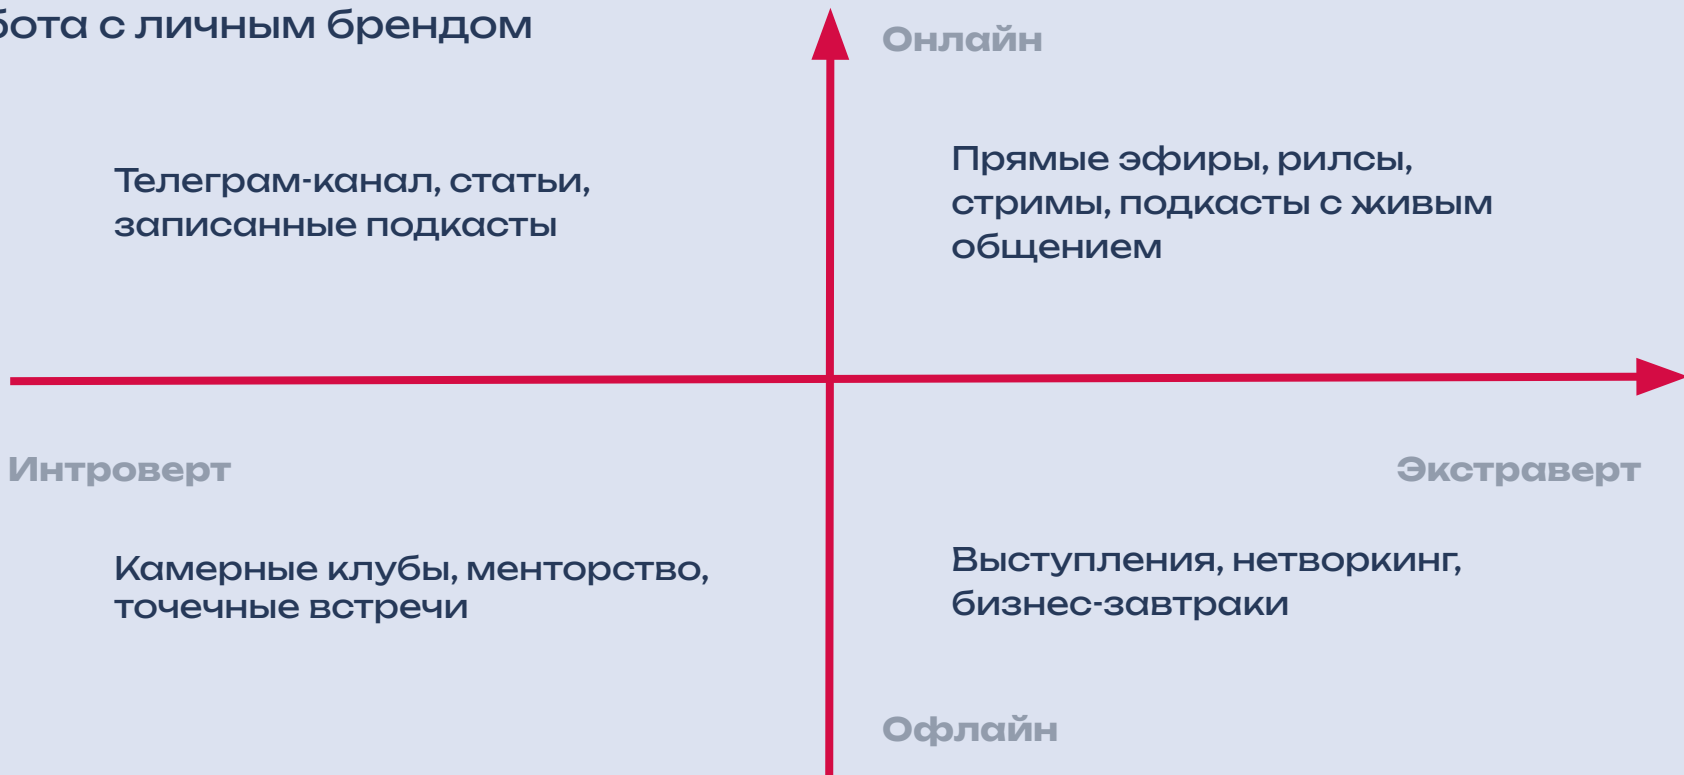 бота с личным брендом
Онлайн
Телеграм-канал, статьи,
записанные подкасты
Прямые эфиры, рилсы,
стримы, подкасты с живым
общением
Интроверт
Экстраверт
Камерные клубы, менторство,
точечные встречи
Выступления, нетворкинг,
бизнес-завтраки
Офлайн